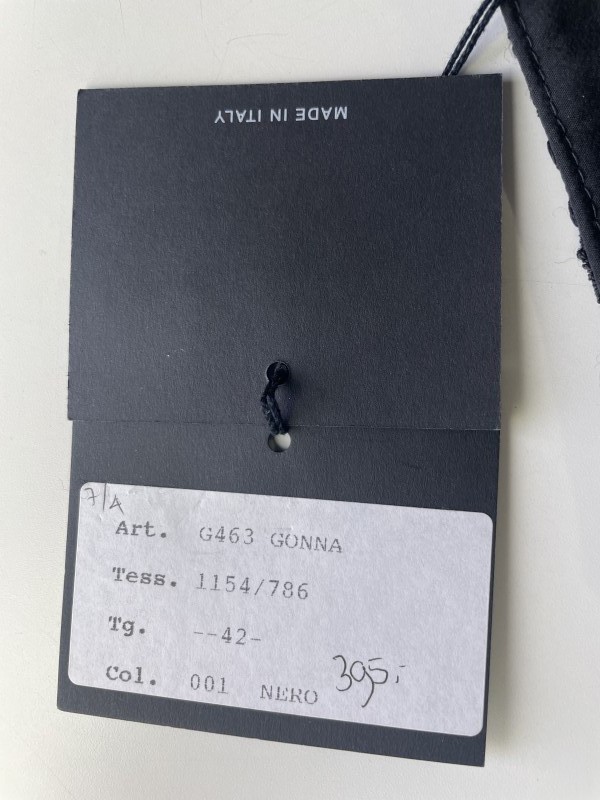 MADE IN ITALY
7/A
Art. G463 GONNA
Tess. 1154/786
Tg. --42-
Col. 001 NERO 395,-